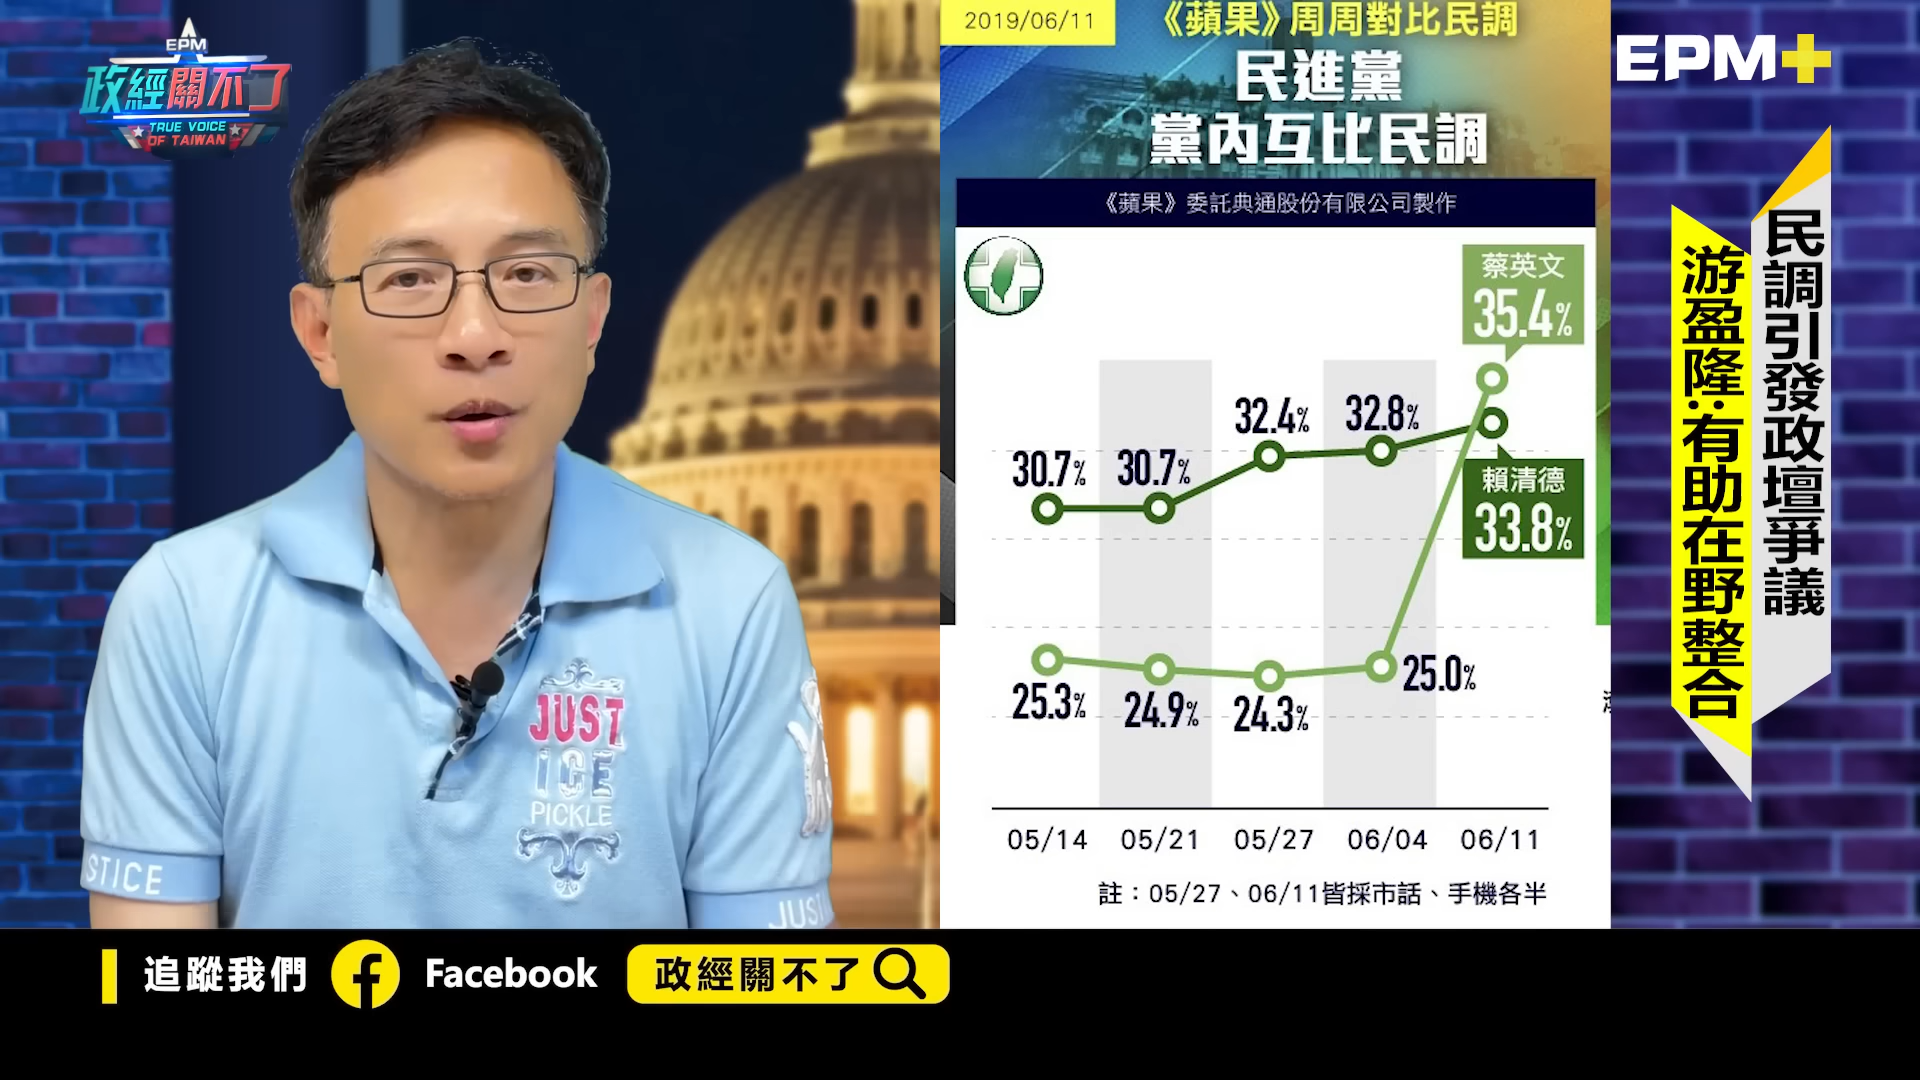 EPM
政經關不了
TRUE VOICE
OF TAIWAN
JUST
ICE
PICKLE
STICE
JUS
2019/06/11
《蘋果》周周對比民調
民進黨
黨內互比民調
《蘋果》委託典通股份有限公司製作
蔡英文
35.4%
30.7%
30.7%
32.4%
32.8%
賴清德
33.8%
25.3%
24.9%
24.3%
25.0%
05/14 05/21 05/27 06/04 06/11
註：05/27、06/11皆採市話、手機各半
EPM+
民調引發政壇爭議
游盈隆:有助在野整合
追蹤我們 Facebook 政經關不了